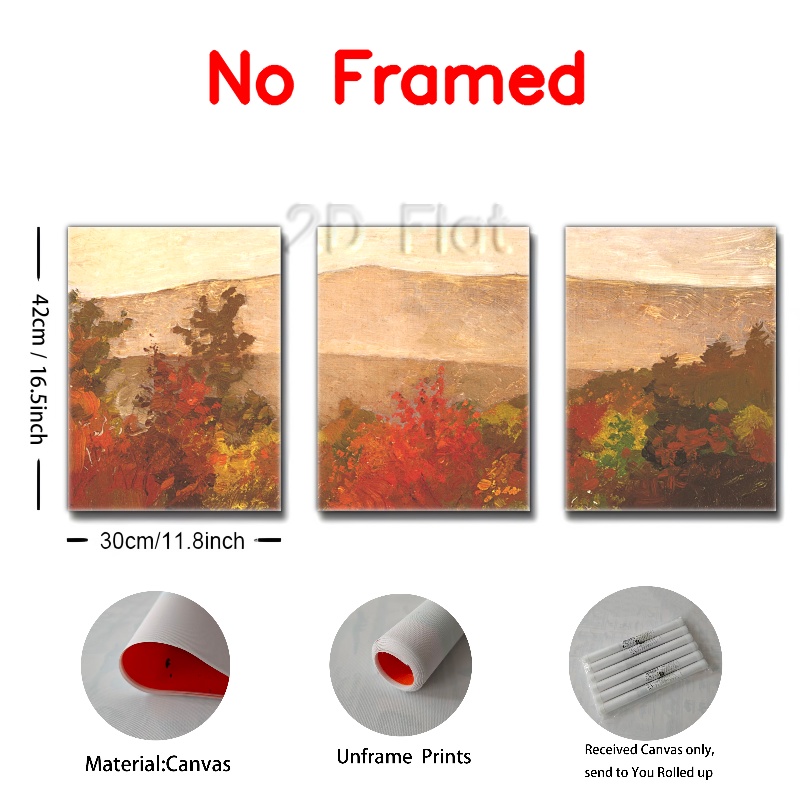 No Framed
2D Flat
42cm / 16.5inch
30cm/11.8inch
Material:Canvas
Unframe Prints
Received Canvas only,
send to You Rolled up